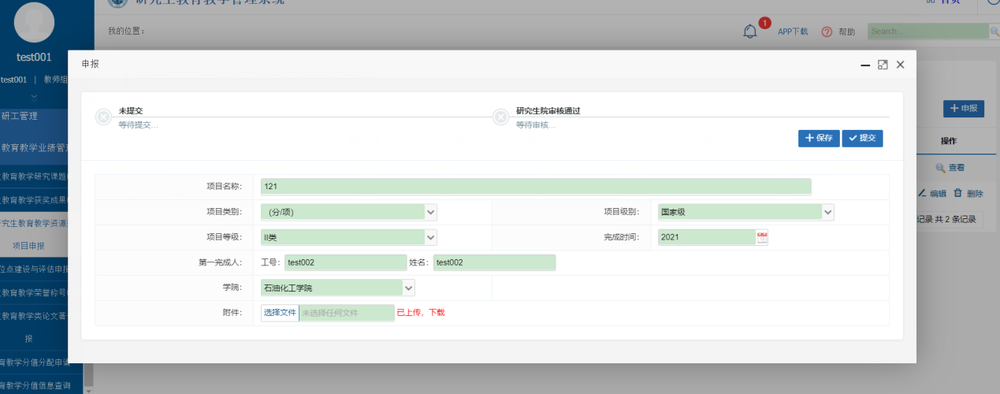 研究生教育教学管理系统
首页
我的位置：
1
APP下载
帮助
Search...
test001
test001 | 教师组
研工管理
教育教学业绩管理
教育教学研究课题
教育教学获奖成果
研究生教育教学资源
项目申报
位点建设与评估申报
教育教学荣誉称号
教育教学类论文著
报
育教学分值分配申请
育教学分值信息查询
申报
未提交
等待提交...
研究生院审核通过
等待审核...
保存 提交
项目名称： 121
项目类别： （分/项） 项目级别： 国家级
项目等级： II类 完成时间： 2021
第一完成人： 工号： test002 姓名： test002
学院： 石油化工学院
附件： 选择文件 未选择任何文件 已上传，下载
申报
操作
查看
编辑 删除
记录 共 2 条记录